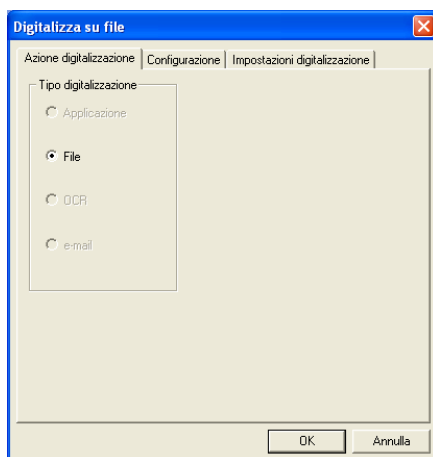 Digitalizza su file
Azione digitalizzazione Configurazione Impostazioni digitalizzazione
Tipo digitalizzazione
Applicazione
File
OCR
e-mail
OK Annulla